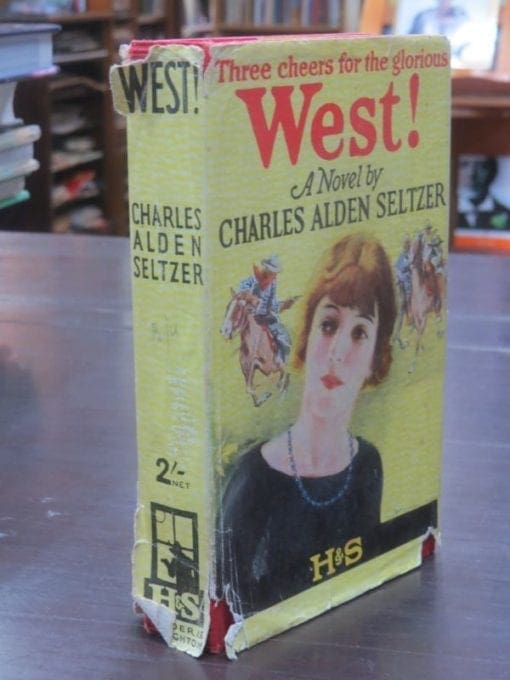 WEST!
CHARLES
ALDEN
SELTZER
2/-
NET
H&S
Three cheers for the glorious
West!
A Novel by
CHARLES ALDEN SELTZER
H&S